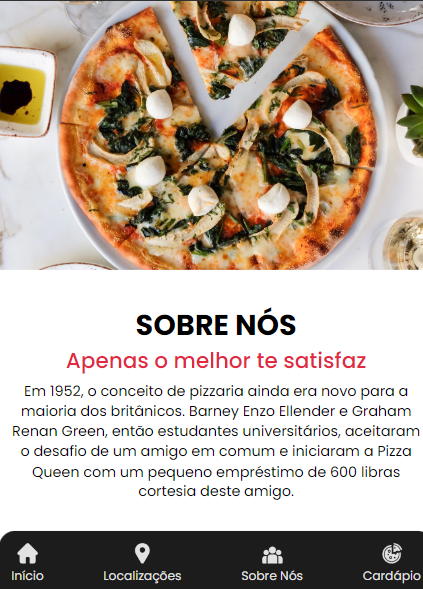 SOBRE NÓS
Apenas o melhor te satisfaz
Em 1952, o conceito de pizzaria ainda era novo para a
maioria dos britânicos. Barney Enzo Ellender e Graham
Renan Green, então estudantes universitários, aceitaram
o desafio de um amigo em comum e iniciaram a Pizza
Queen com um pequeno empréstimo de 600 libras
cortesia deste amigo.
Início Localizações Sobre Nós Cardápio